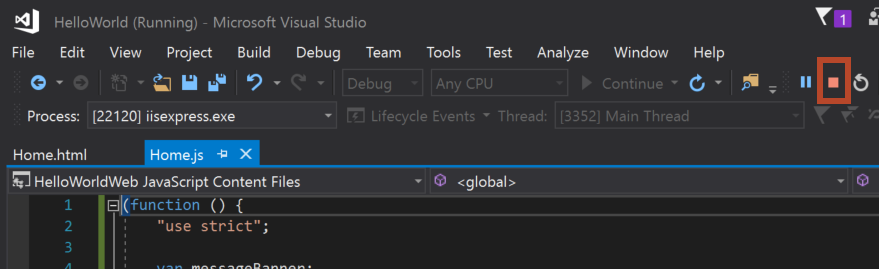 HelloWorld (Running) - Microsoft Visual Studio
1
File Edit View Project Build Debug Team Tools Test Analyze Window Help
Debug Any CPU Continue
Process: [22120] iisexpress.exe Lifecycle Events Thread: [3352] Main Thread
Home.html Home.js
HelloWorldWeb JavaScript Content Files <global>
1 (function () {
2 "use strict";
3
4 var messageBanner;